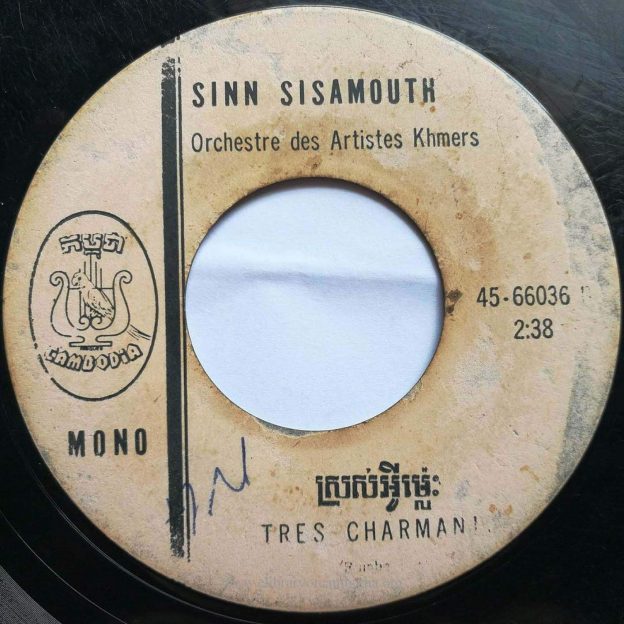 SINN SISAMOUTH
Orchestre des Artistes Khmers
កម្ពុជា
CAMBODIA
45-66036
2:38
MONO
ស្រស់អ្វីម៉្លេះ
TRES CHARMANT